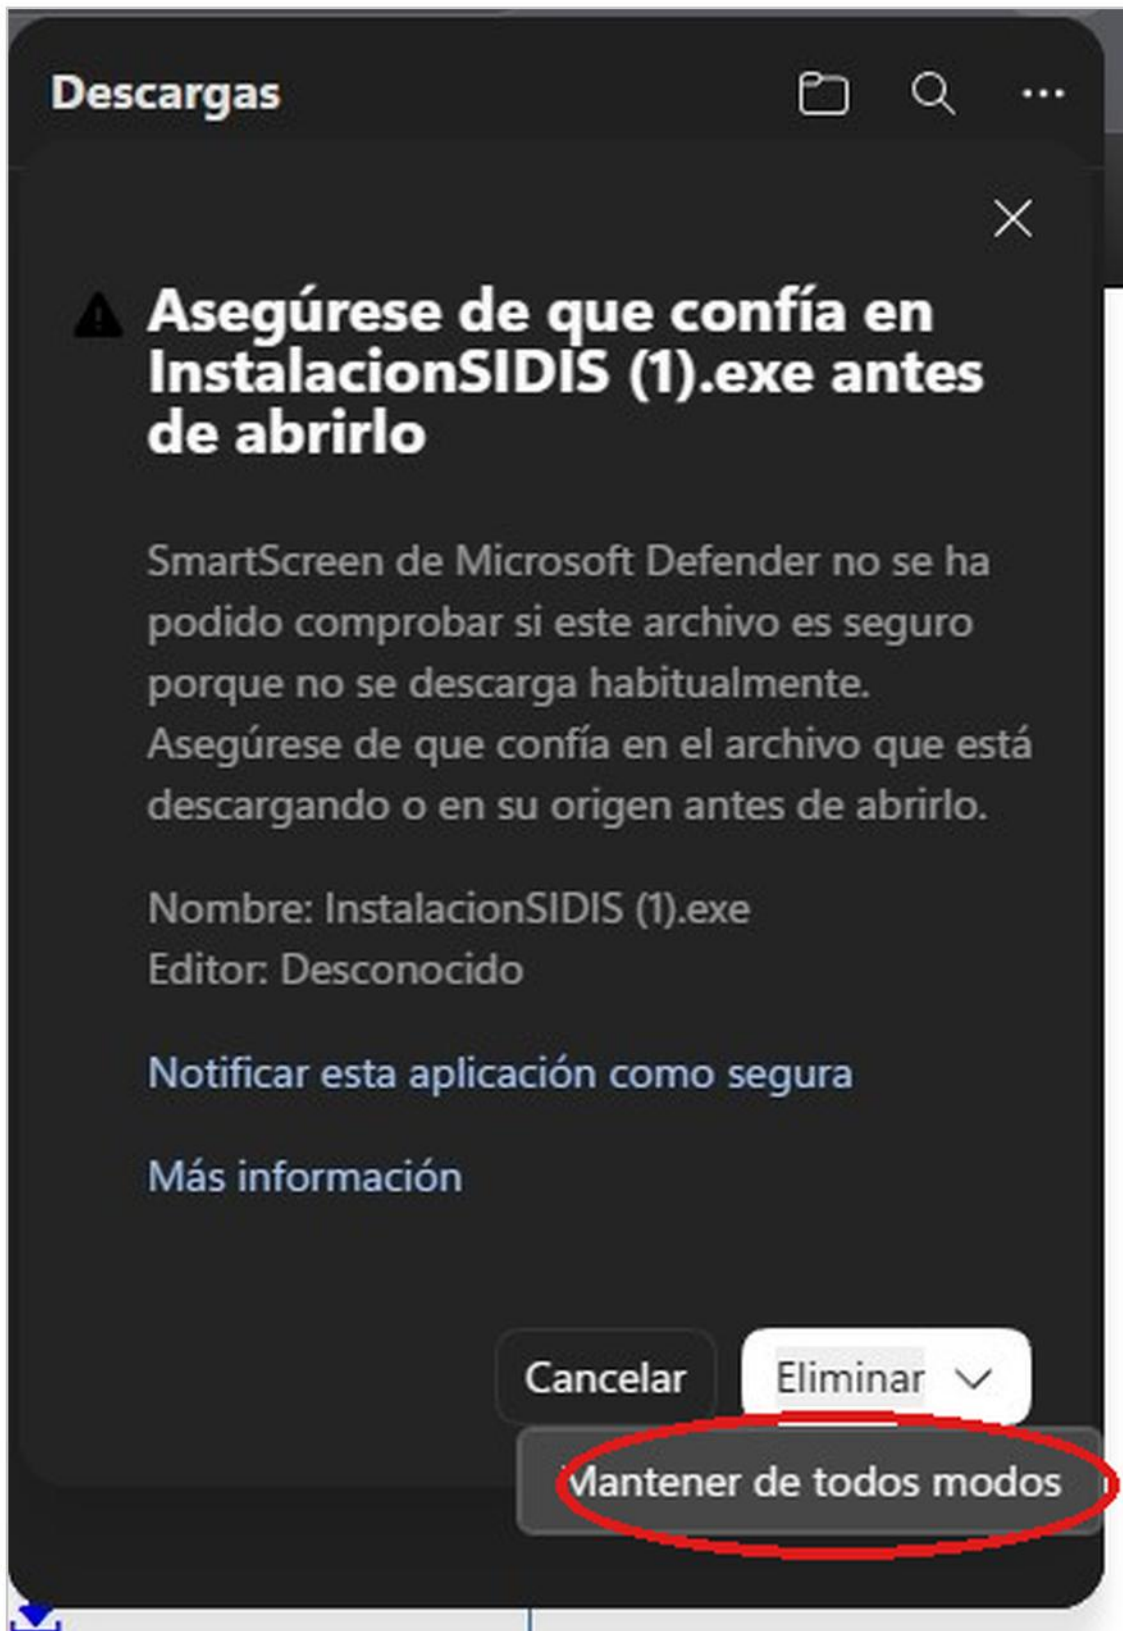 Descargas
Asegúrese de que confía en
InstalacionSIDIS (1).exe antes
de abrirlo
SmartScreen de Microsoft Defender no se ha
podido comprobar si este archivo es seguro
porque no se descarga habitualmente.
Asegúrese de que confía en el archivo que está
descargando o en su origen antes de abrirlo.
Nombre: InstalacionSIDIS (1).exe
Editor: Desconocido
Notificar esta aplicación como segura
Más información
Cancelar
Eliminar
Mantener de todos modos